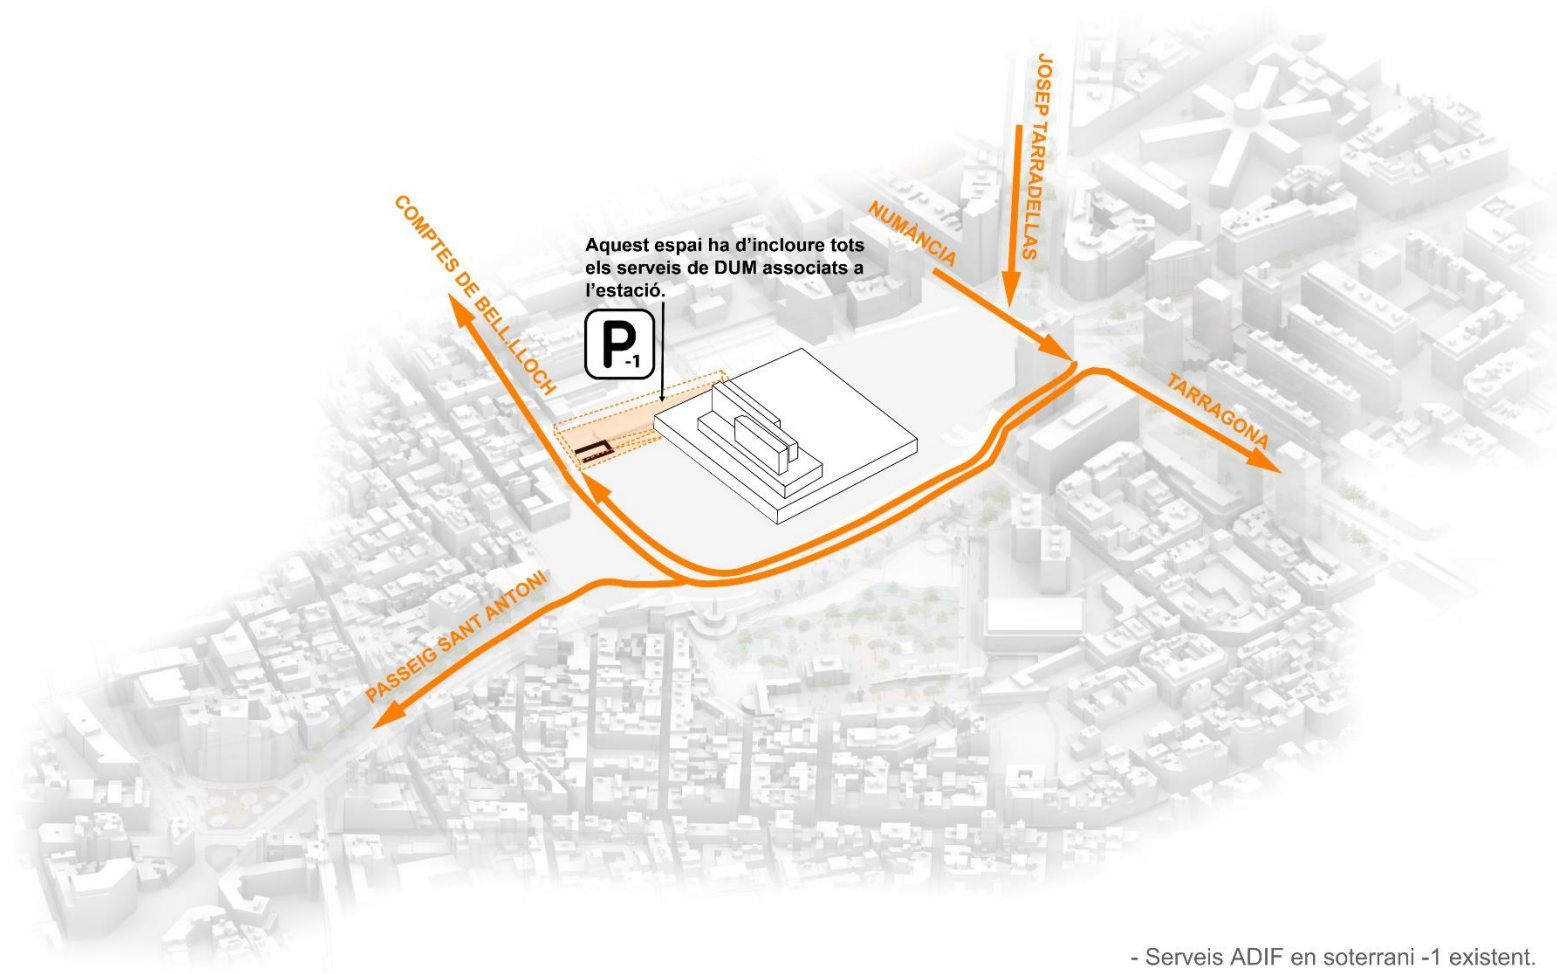 JOSEP TARRADELLAS
NUMÀNCIA
COMPTES DE BELL.LLOCH
Aquest espai ha d'incloure tots
els serveis de DUM associats a
l'estació.
P
-1
TARRAGONA
PASSEIG SANT ANTONI
- Serveis ADIF en soterrani -1 existent.